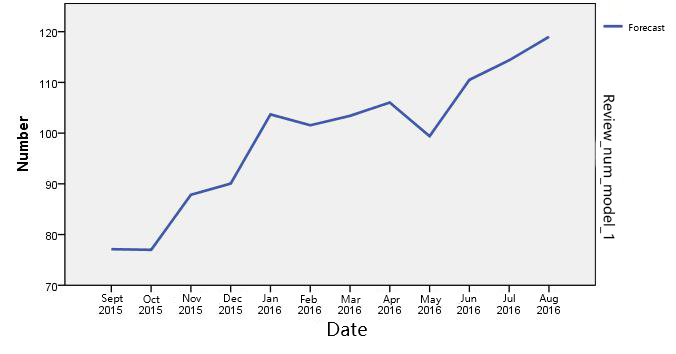 120
110
100
90
80
70
Number
Sept
2015
Oct
2015
Nov
2015
Dec
2015
Jan
2016
Feb
2016
Mar
2016
Apr
2016
May
2016
Jun
2016
Jul
2016
Aug
2016
Date
Forecast
Review_num_model_1